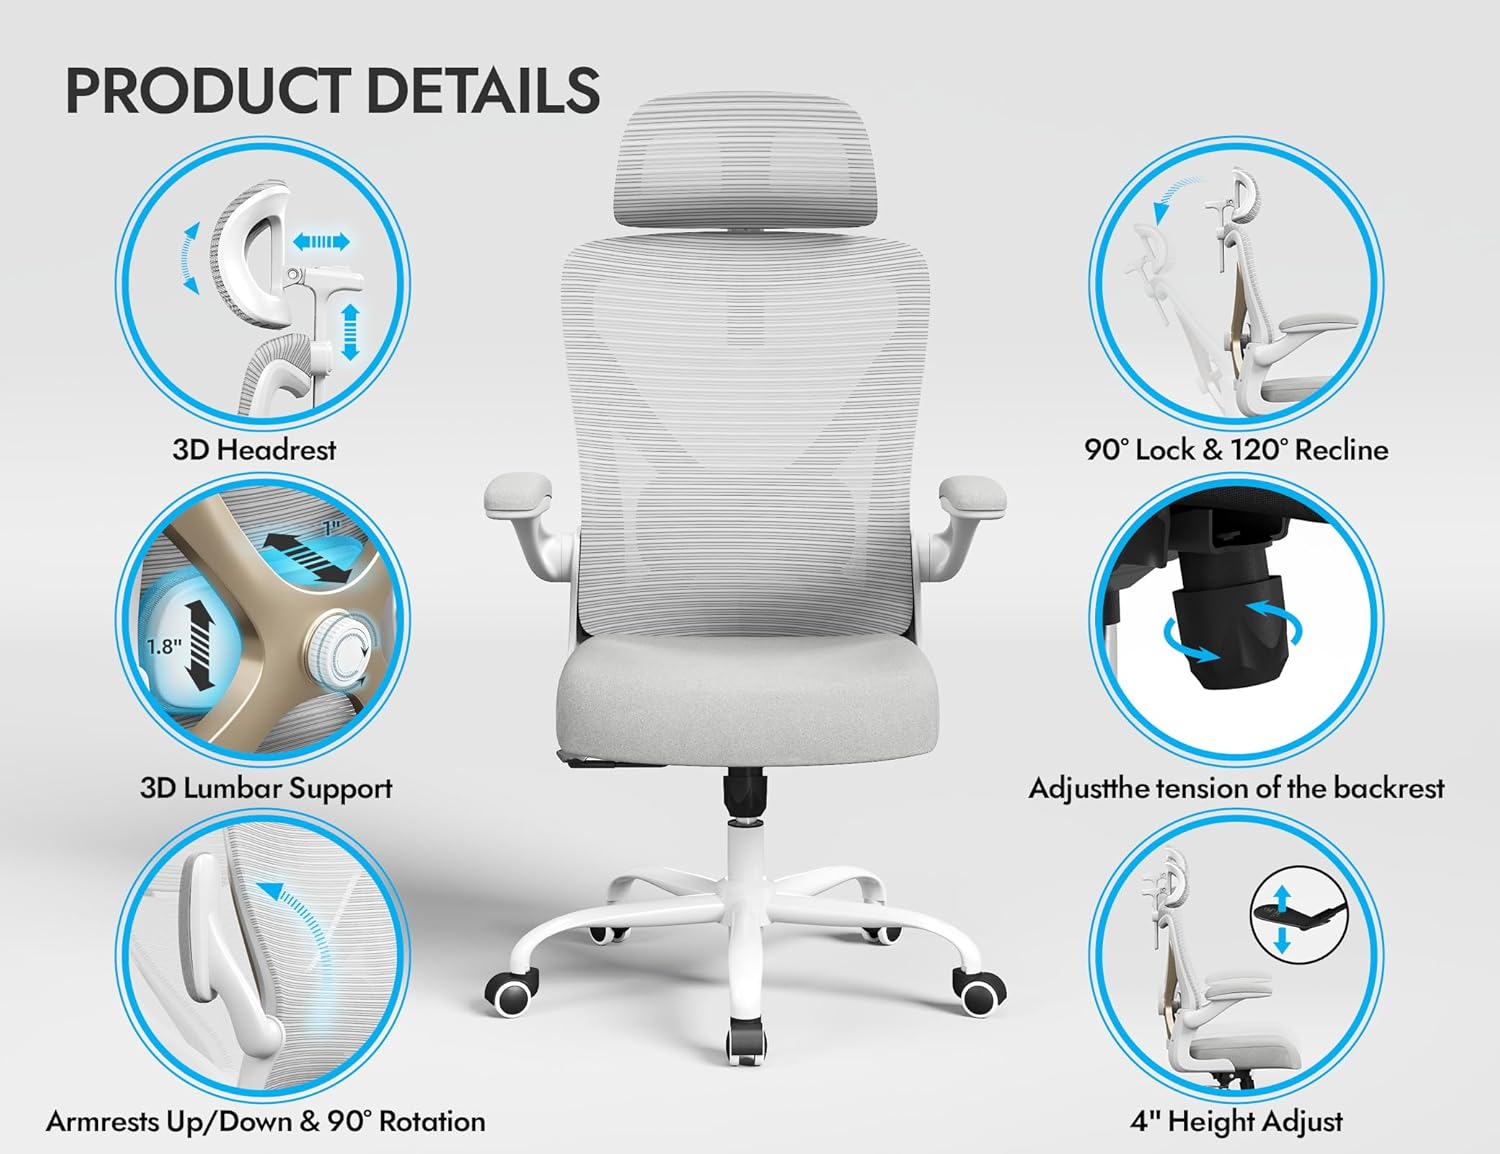 PRODUCT DETAILS
3D Headrest
90° Lock & 120° Recline
1"
1.8"
3D Lumbar Support
Adjustthe tension of the backrest
Armrests Up/Down & 90° Rotation
4" Height Adjust